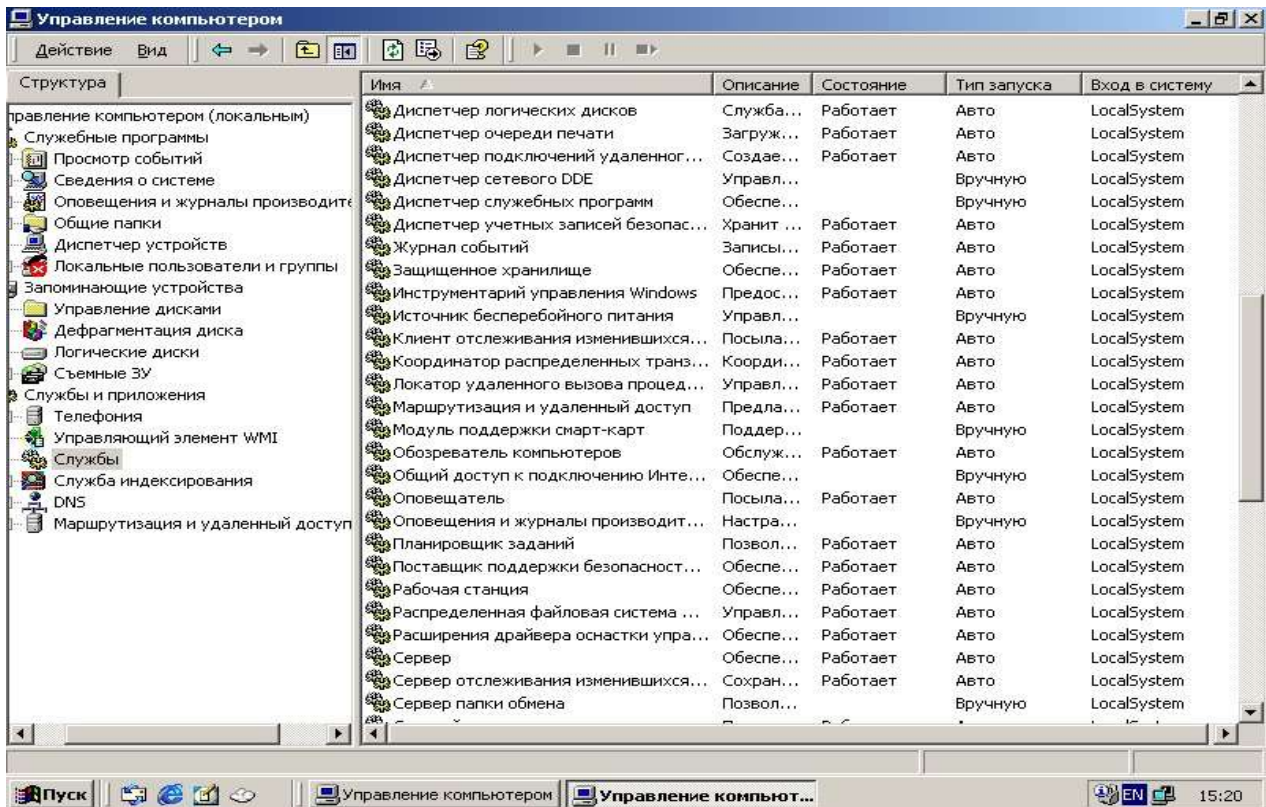 Управление компьютером
Действие Вид
Структура
правление компьютером (локальным)
Служебные программы
Просмотр событий
Сведения о системе
Оповещения и журналы производите
Общие папки
Диспетчер устройств
Локальные пользователи и группы
Запоминающие устройства
Управление дисками
Дефрагментация диска
Логические диски
Съемные ЗУ
Службы и приложения
Телефония
Управляющий элемент WMI
Службы
Служба индексирования
DNS
Маршрутизация и удаленный доступ
Имя Описание Состояние Тип запуска Вход в систему
Диспетчер логических дисков Служба... Работает Авто LocalSystem
Диспетчер очереди печати Загруж... Работает Авто LocalSystem
Диспетчер подключений удаленног... Создае... Работает Авто LocalSystem
Диспетчер сетевого DDE Управл... Вручную LocalSystem
Диспетчер служебных программ Обеспе... Вручную LocalSystem
Диспетчер учетных записей безопас... Хранит ... Работает Авто LocalSystem
Журнал событий Записы... Работает Авто LocalSystem
Защищенное хранилище Обеспе... Работает Авто LocalSystem
Инструментарий управления Windows Предос... Работает Авто LocalSystem
Источник бесперебойного питания Управл... Вручную LocalSystem
Клиент отслеживания изменившихся... Посыла... Работает Авто LocalSystem
Координатор распределенных транз... Коорди... Работает Авто LocalSystem
Локатор удаленного вызова процед... Управл... Работает Авто LocalSystem
Маршрутизация и удаленный доступ Предла... Работает Авто LocalSystem
Модуль поддержки смарт-карт Поддер... Вручную LocalSystem
Обозреватель компьютеров Обслуж... Работает Авто LocalSystem
Общий доступ к подключению Инте... Обеспе... Вручную LocalSystem
Оповещатель Посыла... Работает Авто LocalSystem
Оповещения и журналы производит... Настра... Вручную LocalSystem
Планировщик заданий Позвол... Работает Авто LocalSystem
Поставщик поддержки безопасност... Обеспе... Работает Авто LocalSystem
Рабочая станция Обеспе... Работает Авто LocalSystem
Распределенная файловая система ... Управл... Работает Авто LocalSystem
Расширения драйвера оснастки упра... Обеспе... Работает Авто LocalSystem
Сервер Обеспе... Работает Авто LocalSystem
Сервер отслеживания изменившихся... Сохран... Работает Авто LocalSystem
Сервер папки обмена Позвол... Вручную LocalSystem
Пуск Управление компьютером Управление компьют... EN 15:20